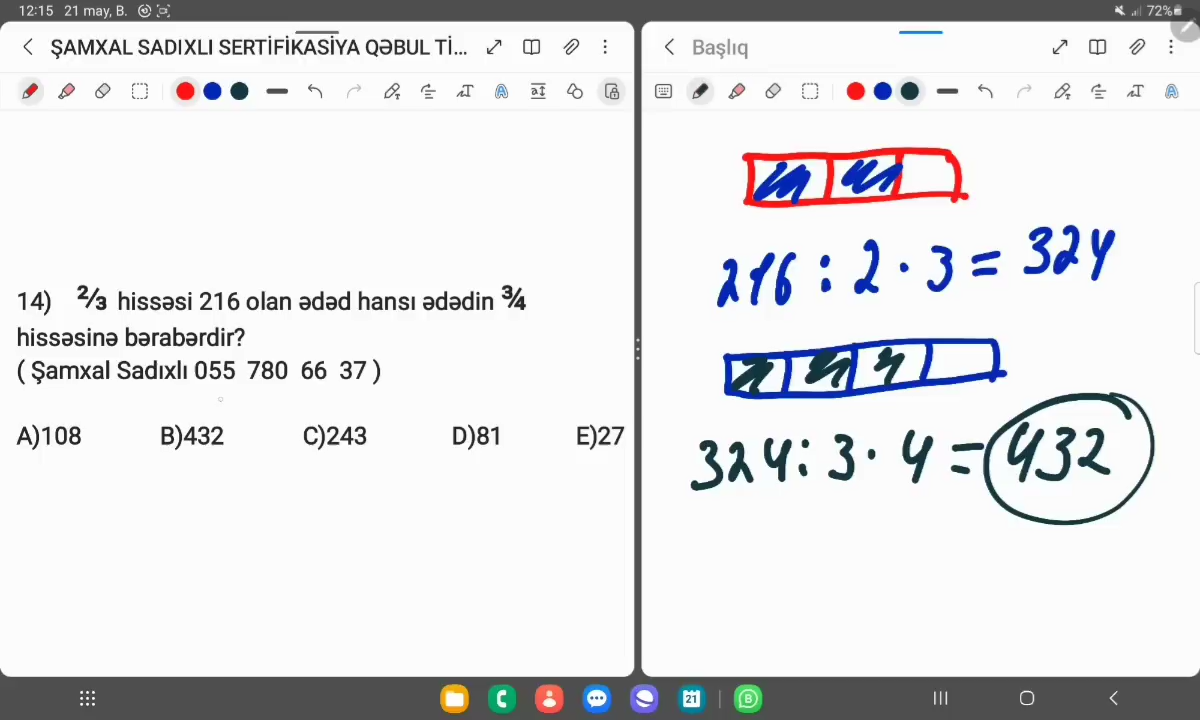 12:15 21 may, B. 72%
ŞAMXAL SADIXLI SERTİFİKASİYA QƏBUL Tİ...
Başlıq
14) ⅔ hissəsi 216 olan ədəd hansı ədədin ¾
hissəsinə bərabərdir?
( Şamxal Sadıxlı 055 780 66 37 )
A)108 B)432 C)243 D)81 E)27
216 : 2 · 3 = 324
324 : 3 · 4 = 432
21